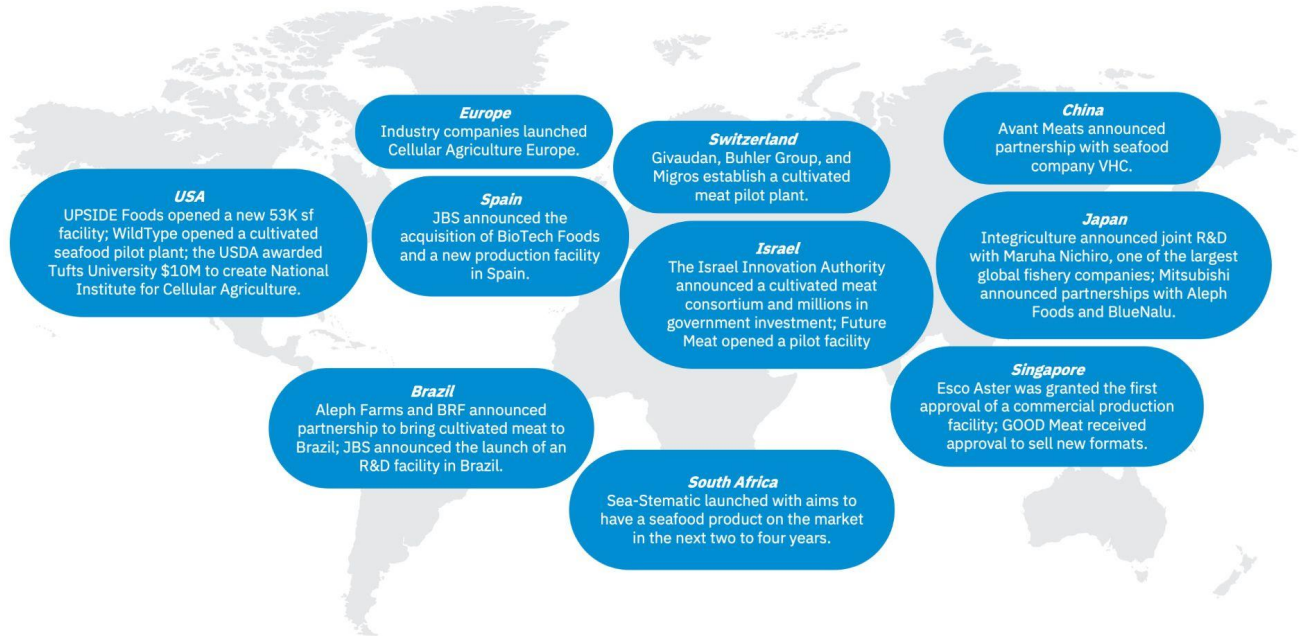 Europe
Industry companies launched
Cellular Agriculture Europe.
Switzerland
Givaudan, Buhler Group, and
Migros establish a cultivated
meat pilot plant.
China
Avant Meats announced
partnership with seafood
company VHC.
USA
UPSIDE Foods opened a new 53K sf
facility; WildType opened a cultivated
seafood pilot plant; the USDA awarded
Tufts University $10M to create National
Institute for Cellular Agriculture.
Spain
JBS announced the
acquisition of BioTech Foods
and a new production facility
in Spain.
Israel
The Israel Innovation Authority
announced a cultivated meat
consortium and millions in
government investment; Future
Meat opened a pilot facility
Japan
Integriculture announced joint R&D
with Maruha Nichiro, one of the largest
global fishery companies; Mitsubishi
announced partnerships with Aleph
Foods and BlueNalu.
Brazil
Aleph Farms and BRF announced
partnership to bring cultivated meat to
Brazil; JBS announced the launch of an
R&D facility in Brazil.
Singapore
Esco Aster was granted the first
approval of a commercial production
facility; GOOD Meat received
approval to sell new formats.
South Africa
Sea-Stematic launched with aims to
have a seafood product on the market
in the next two to four years.